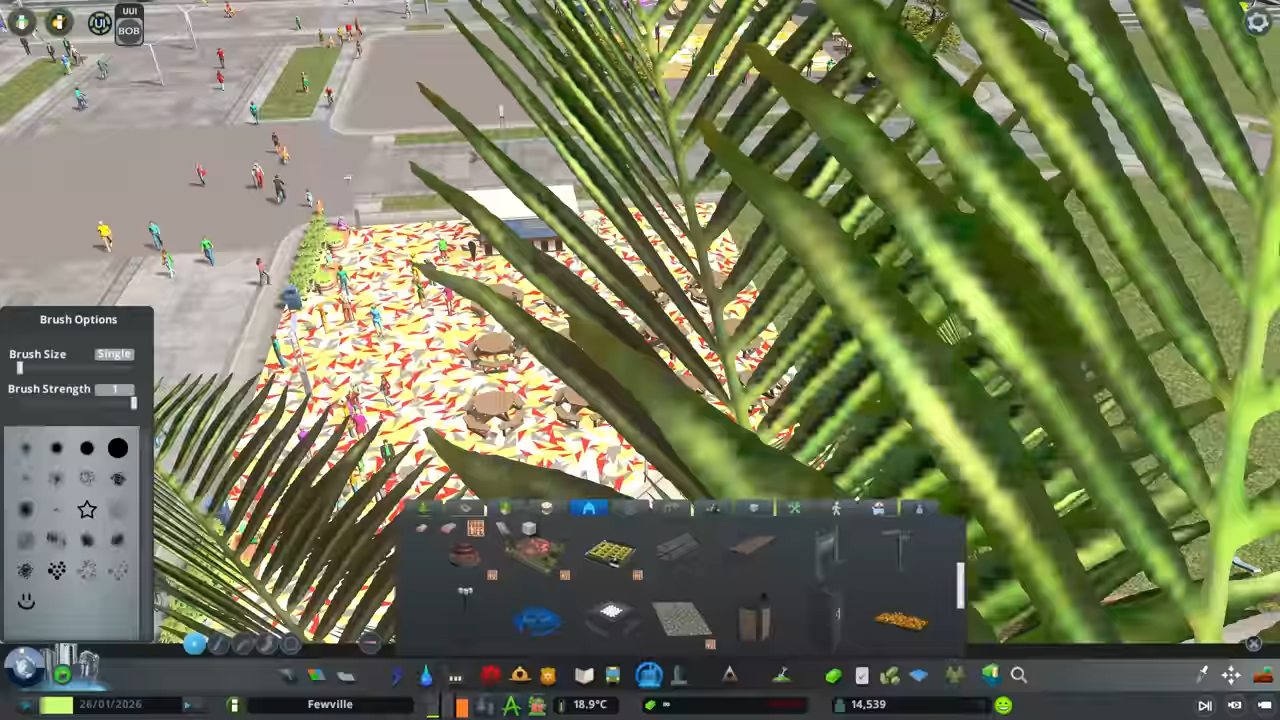 UUI
BOB
Brush Options
Brush Size Single
Brush Strength 1
26/01/2026
Fewville
18.9°C
∞
14,539